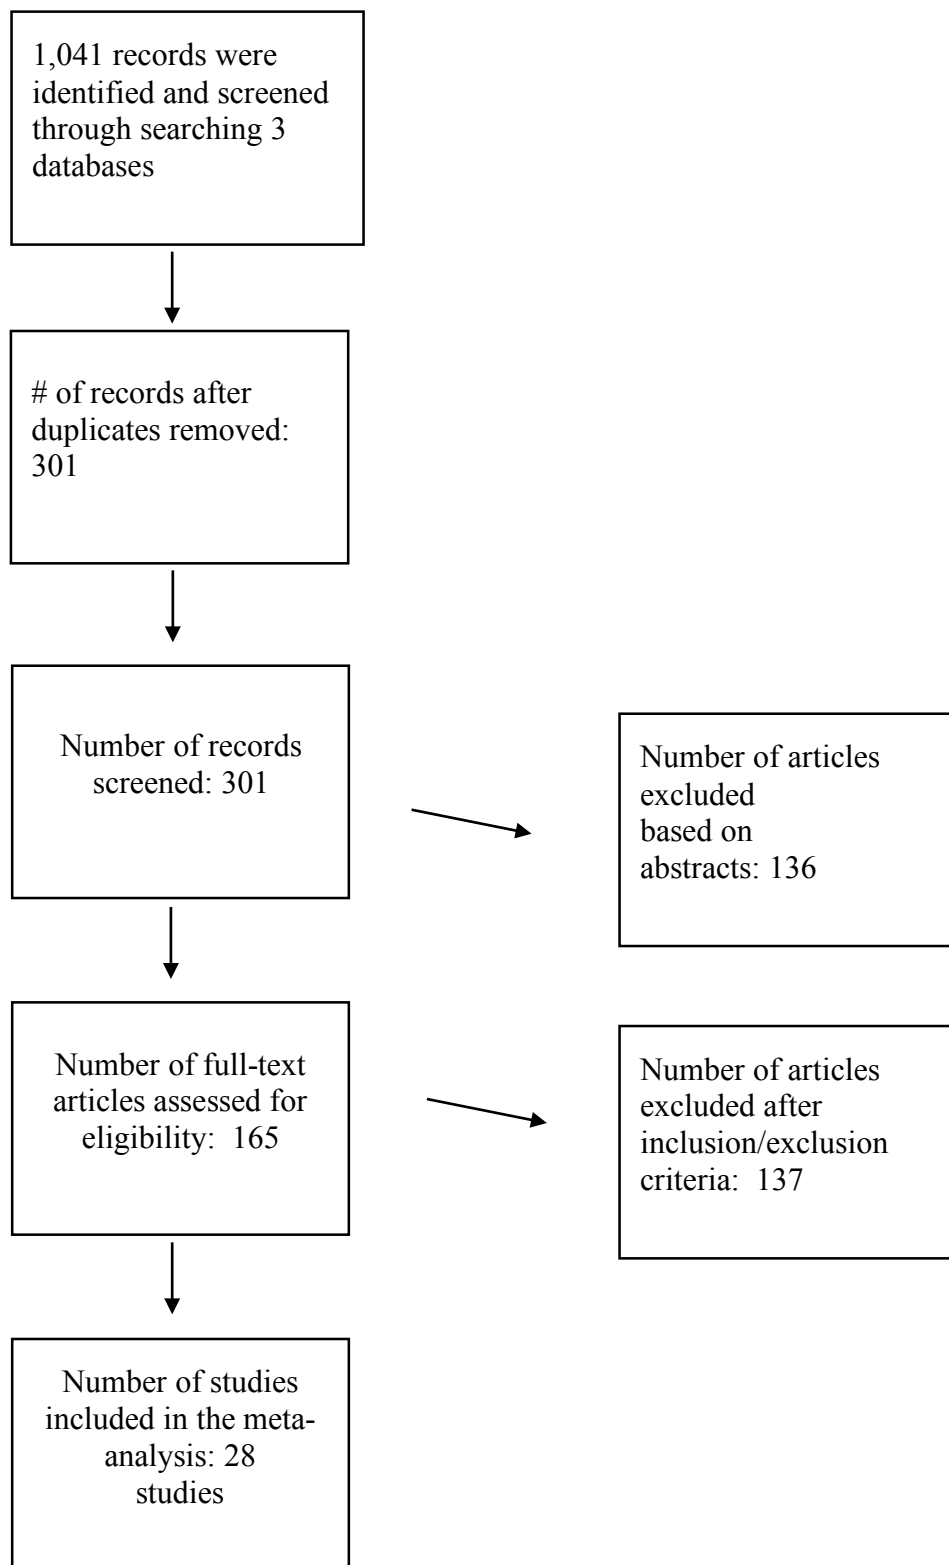 1,041 records were
identified and screened
through searching 3
databases
# of records after
duplicates removed:
301
Number of records
screened: 301
Number of articles
excluded
based on
abstracts: 136
Number of full-text
articles assessed for
eligibility:  165
Number of articles
excluded after
inclusion/exclusion
criteria:  137
Number of studies
included in the meta-
analysis: 28
studies